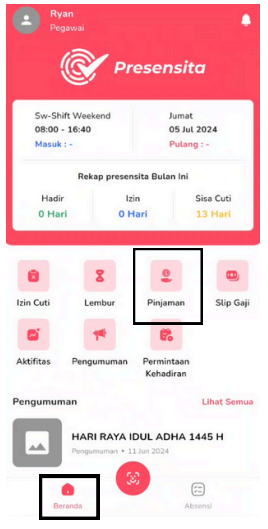 Ryan
Pegawai
Presensita
Sw-Shift Weekend Jumat
08:00 - 16:40 05 Jul 2024
Masuk : - Pulang : -
Rekap presensita Bulan Ini
Hadir Izin Sisa Cuti
0 Hari 0 Hari 13 Hari
Izin Cuti Lembur Pinjaman Slip Gaji
Aktifitas Pengumuman Permintaan
Kehadiran
Pengumuman Lihat Semua
HARI RAYA IDUL ADHA 1445 H
Pengumuman • 11 Jun 2024
Beranda Absensi